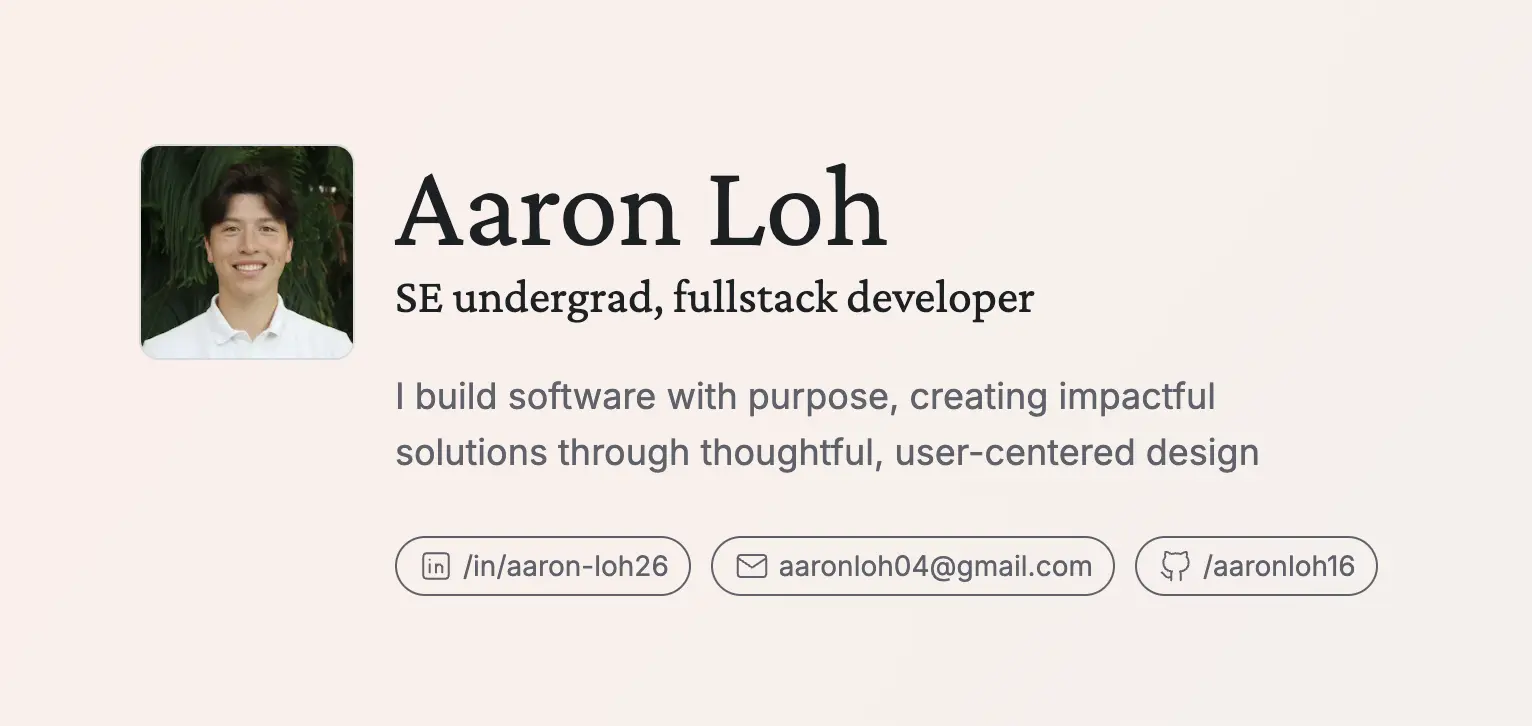 Aaron Loh
SE undergrad, fullstack developer
I build software with purpose, creating impactful
solutions through thoughtful, user-centered design
in /in/aaron-loh26
aaronloh04@gmail.com
/aaronloh16